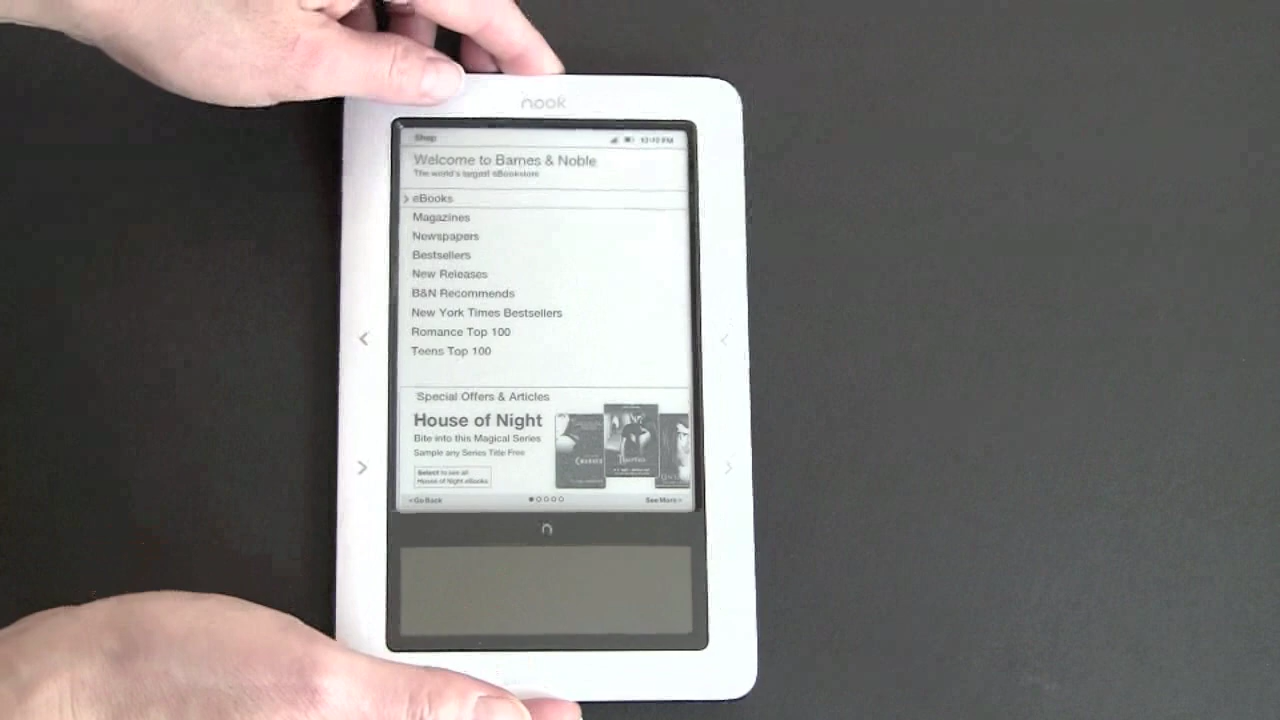 nook
Shop
Welcome to Barnes & Noble
The world's largest eBookstore
eBooks
Magazines
Newspapers
Bestsellers
New Releases
B&N Recommends
New York Times Bestsellers
Romance Top 100
Teens Top 100
Special Offers & Articles
House of Night
Bite into this Magical Series
Sample any Series Title Free
Select to see all
House of Night eBooks
< Go Back
See More >
n